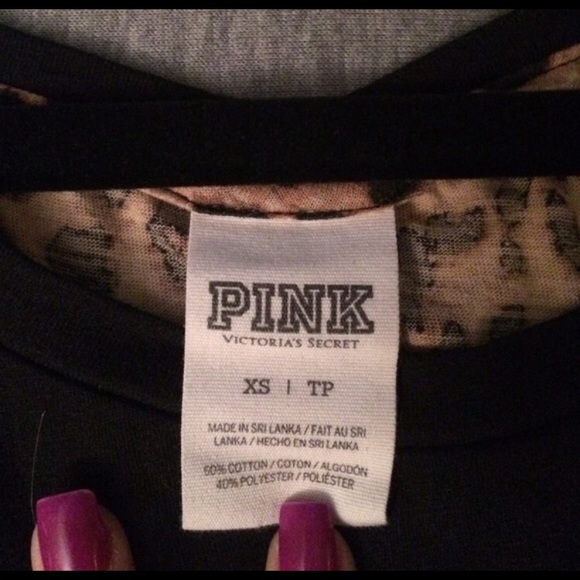 PINK
VICTORIA'S SECRET
XS | TP
MADE IN SRI LANKA / FAIT AU SRI
LANKA / HECHO EN SRI LANKA
60% COTTON / COTON / ALGODÓN
40% POLYESTER / POLIÉSTER